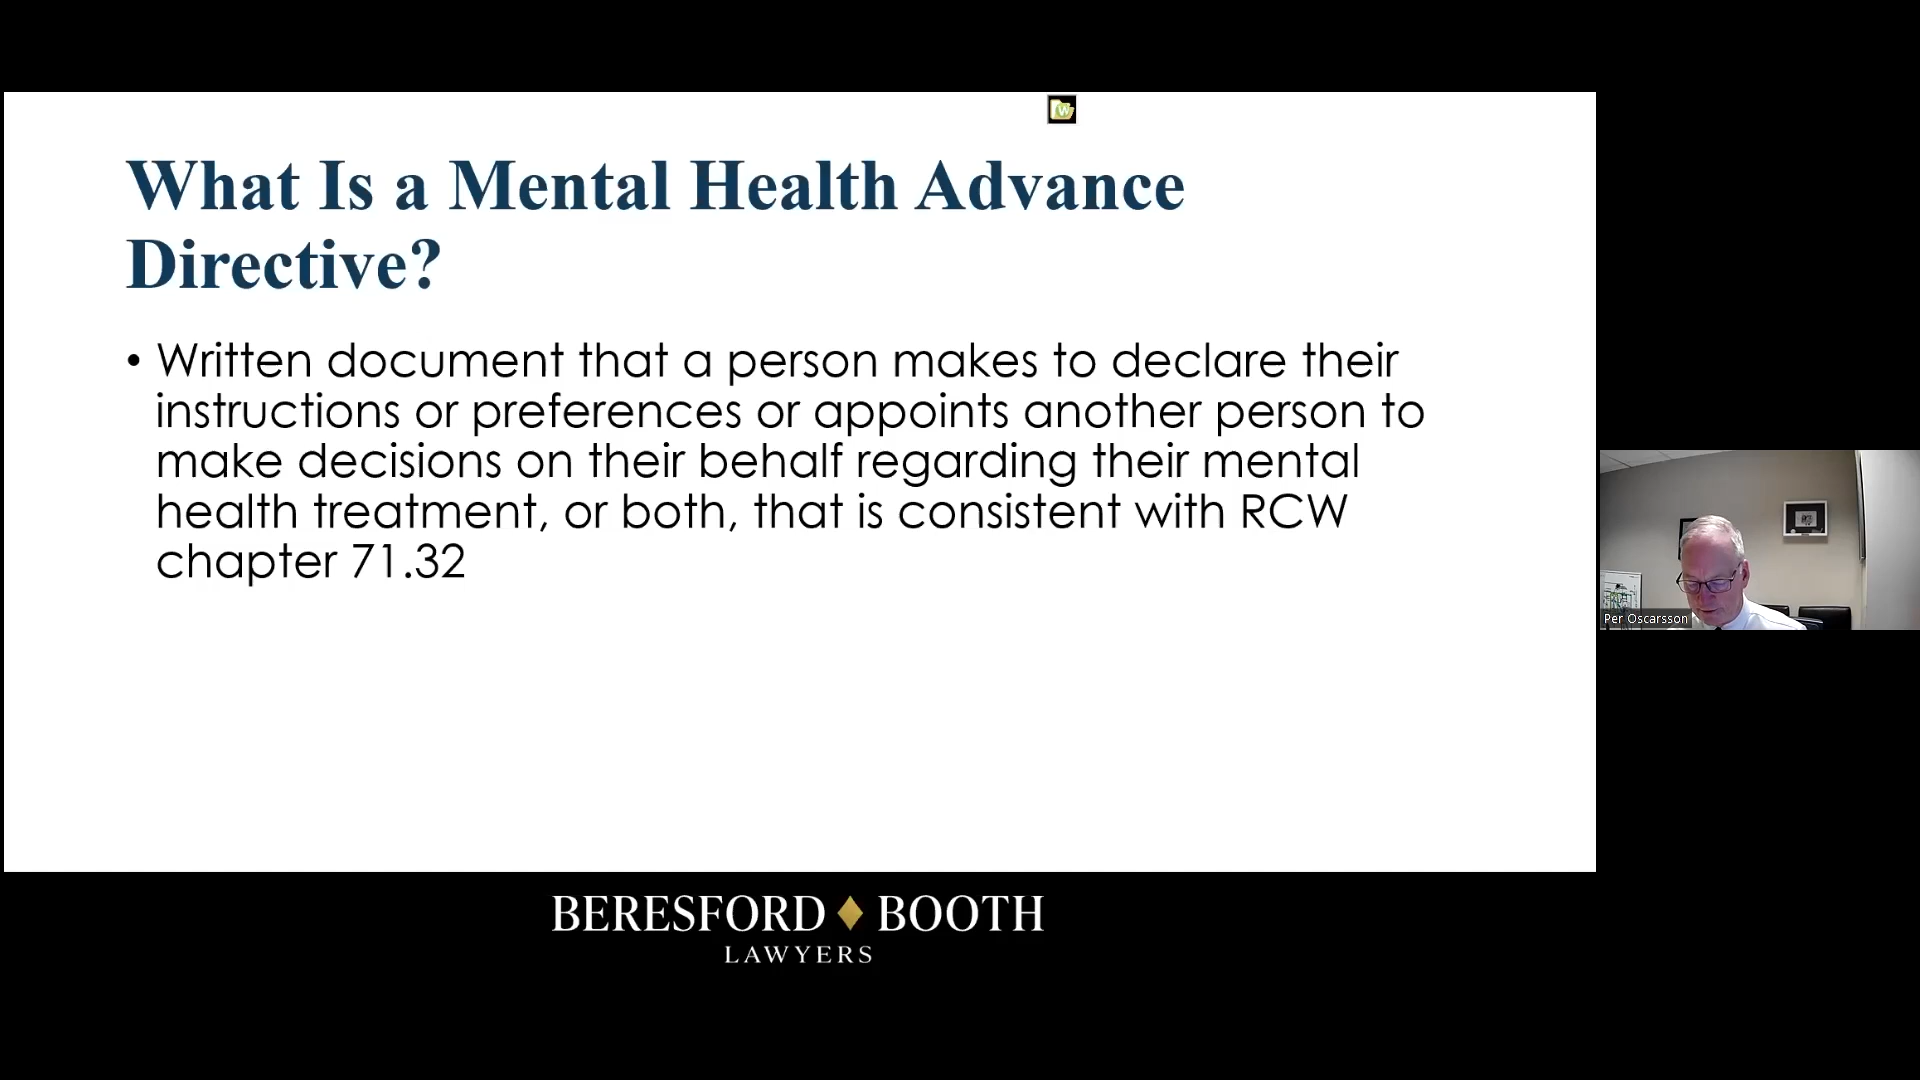 What Is a Mental Health Advance
Directive?
• Written document that a person makes to declare their
instructions or preferences or appoints another person to
make decisions on their behalf regarding their mental
health treatment, or both, that is consistent with RCW
chapter 71.32
Per Oscarsson
BERESFORD BOOTH
LAWYERS